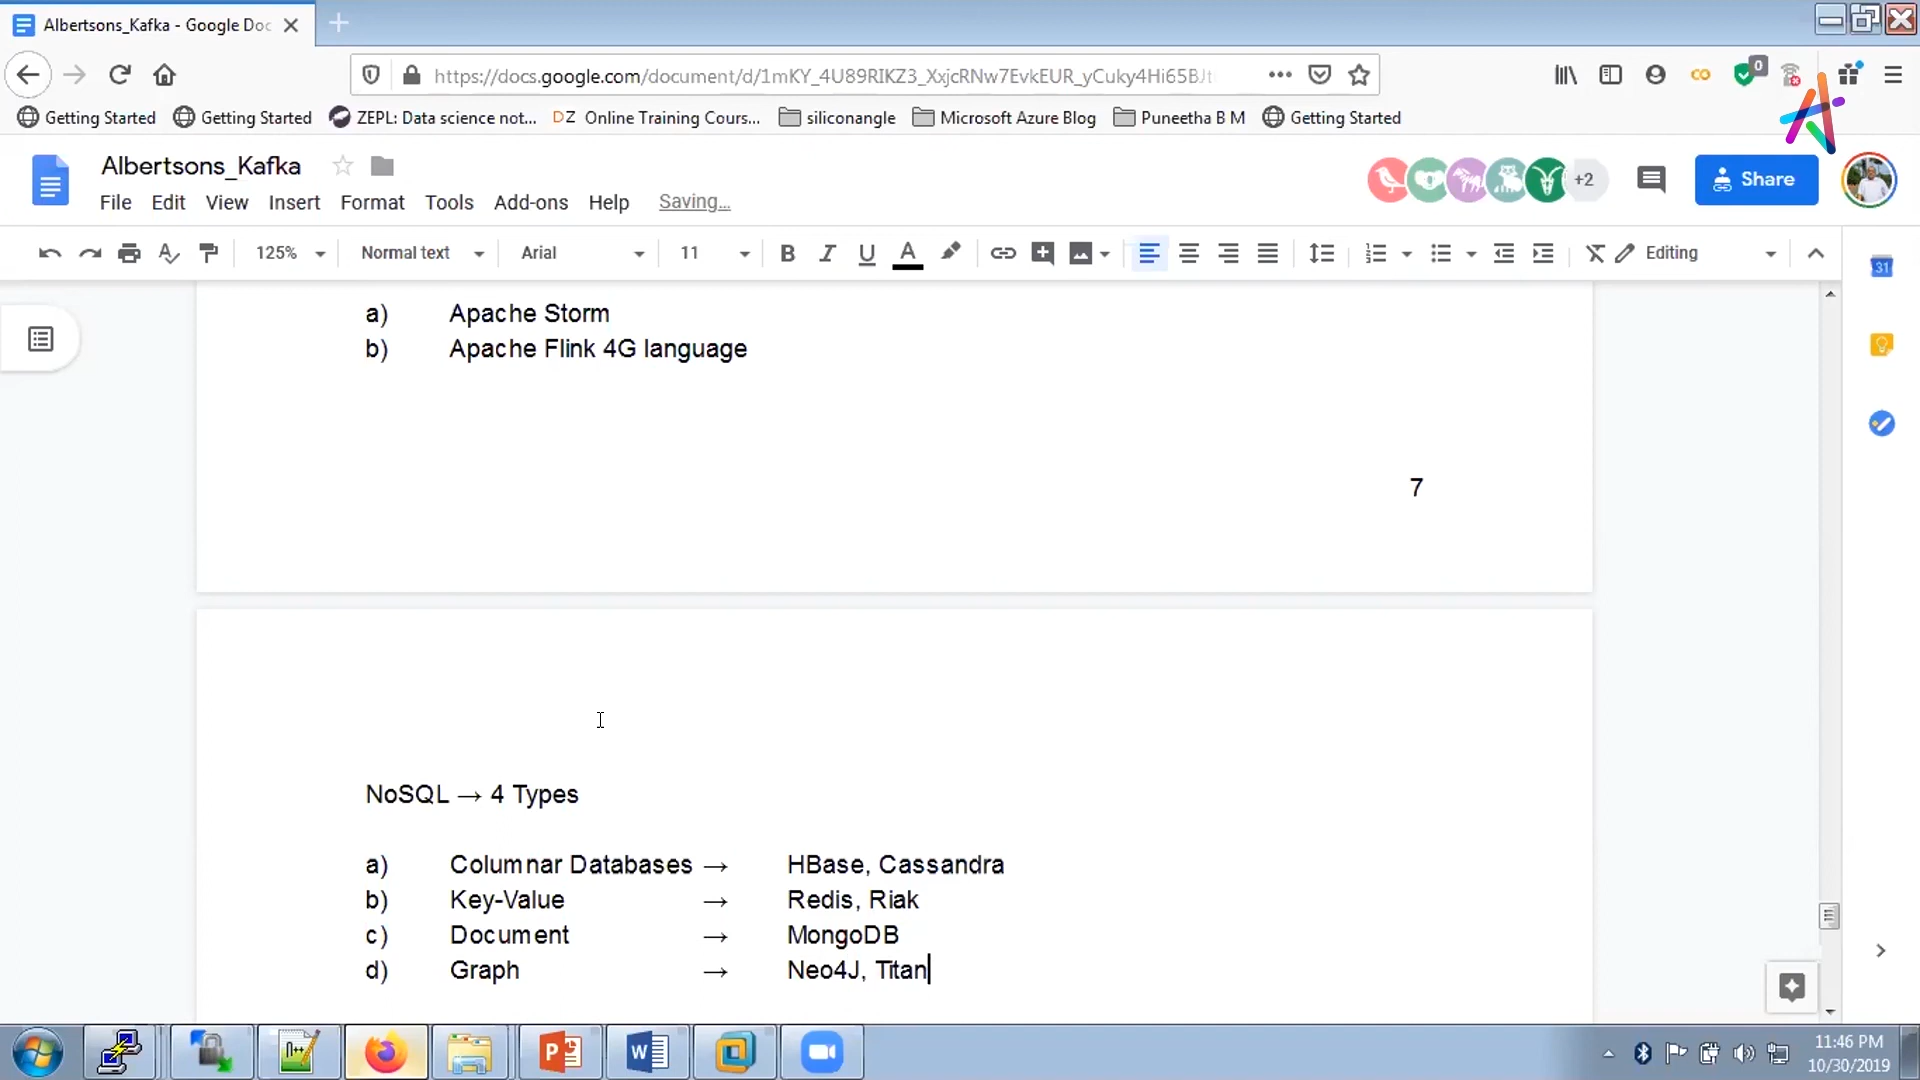 Albertsons_Kafka - Google Doc
https://docs.google.com/document/d/1mKY_4U89RIKZ3_XxjcRNw7EvkEUR_yCuky4Hi65BJt
0
Getting Started
Getting Started
ZEPL: Data science not...
DZ Online Training Cours...
siliconangle
Microsoft Azure Blog
Puneetha B M
Getting Started
Albertsons_Kafka
+2
Share
File Edit View Insert Format Tools Add-ons Help Saving...
125% Normal text Arial 11 B I U A Editing
31
a) Apache Storm
b) Apache Flink 4G language
7
NoSQL → 4 Types
a) Columnar Databases → HBase, Cassandra
b) Key-Value → Redis, Riak
c) Document → MongoDB
d) Graph → Neo4J, Titan
11:46 PM
10/30/2019